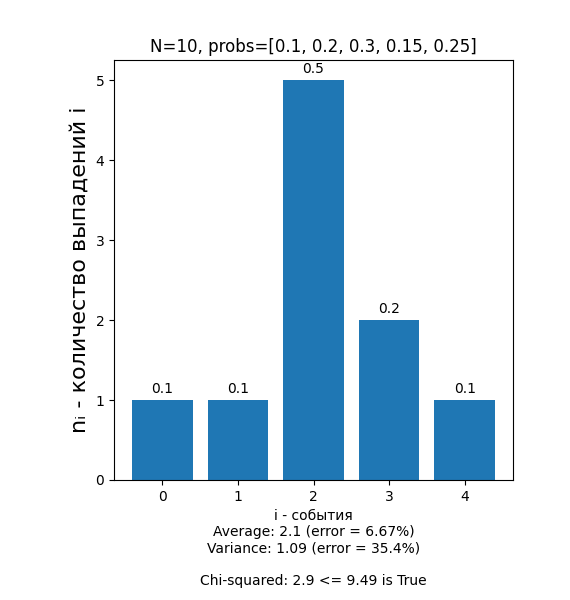 N=10, probs=[0.1, 0.2, 0.3, 0.15, 0.25]
nᵢ - количество выпадений i
5
4
3
2
1
0
0.1
0.1
0.5
0.2
0.1
0 1 2 3 4
i - события
Average: 2.1 (error = 6.67%)
Variance: 1.09 (error = 35.4%)
Chi-squared: 2.9 <= 9.49 is True